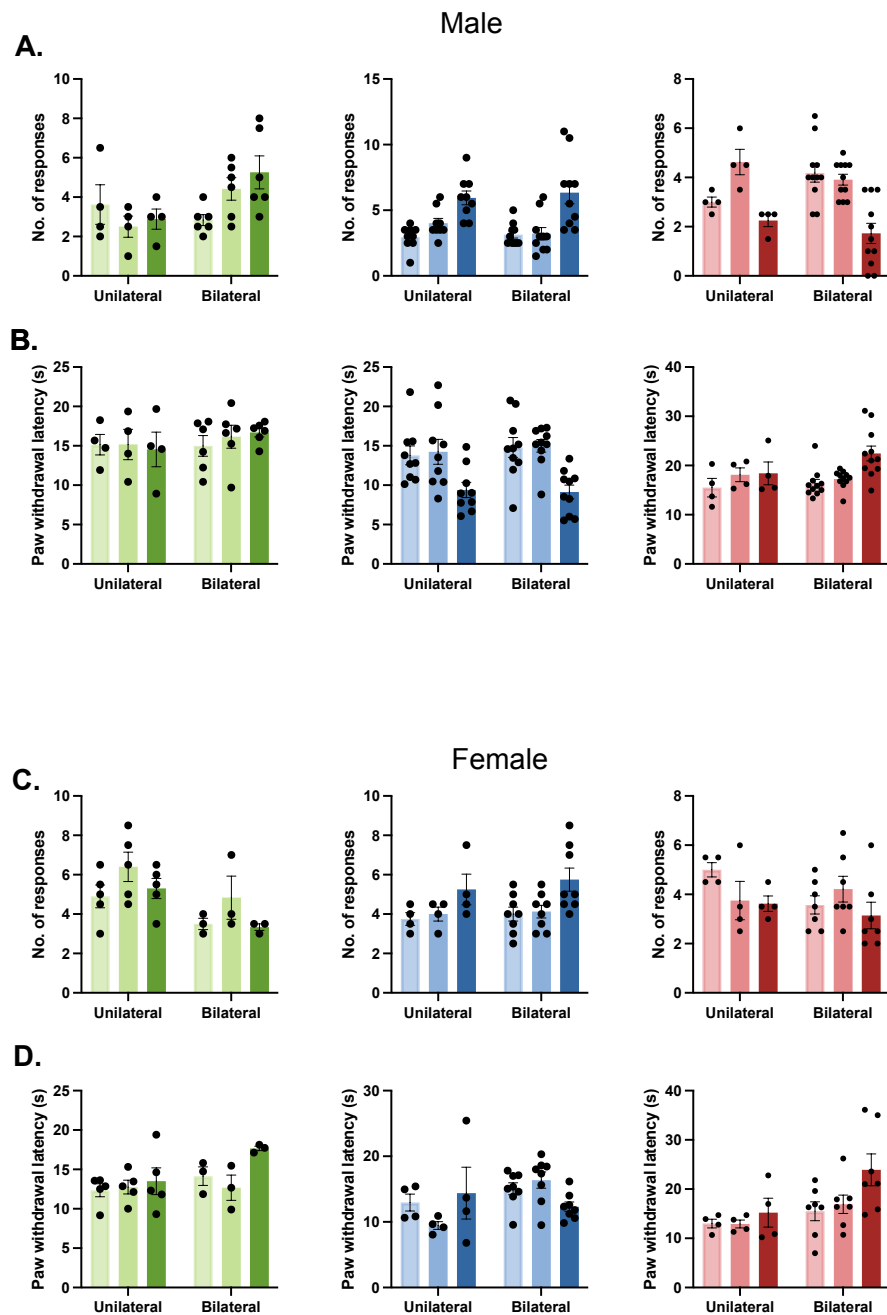 Male
A.
No. of responses
10
8
6
4
2
0
Unilateral Bilateral
No. of responses
15
10
5
0
Unilateral Bilateral
No. of responses
8
6
4
2
0
Unilateral Bilateral
B.
Paw withdrawal latency (s)
25
20
15
10
5
0
Unilateral Bilateral
Paw withdrawal latency (s)
25
20
15
10
5
0
Unilateral Bilateral
Paw withdrawal latency (s)
40
30
20
10
0
Unilateral Bilateral
Female
C.
No. of responses
10
8
6
4
2
0
Unilateral Bilateral
No. of responses
10
8
6
4
2
0
Unilateral Bilateral
No. of responses
8
6
4
2
0
Unilateral Bilateral
D.
Paw withdrawal latency (s)
25
20
15
10
5
0
Unilateral Bilateral
Paw withdrawal latency (s)
30
20
10
0
Unilateral Bilateral
Paw withdrawal latency (s)
40
30
20
10
0
Unilateral Bilateral